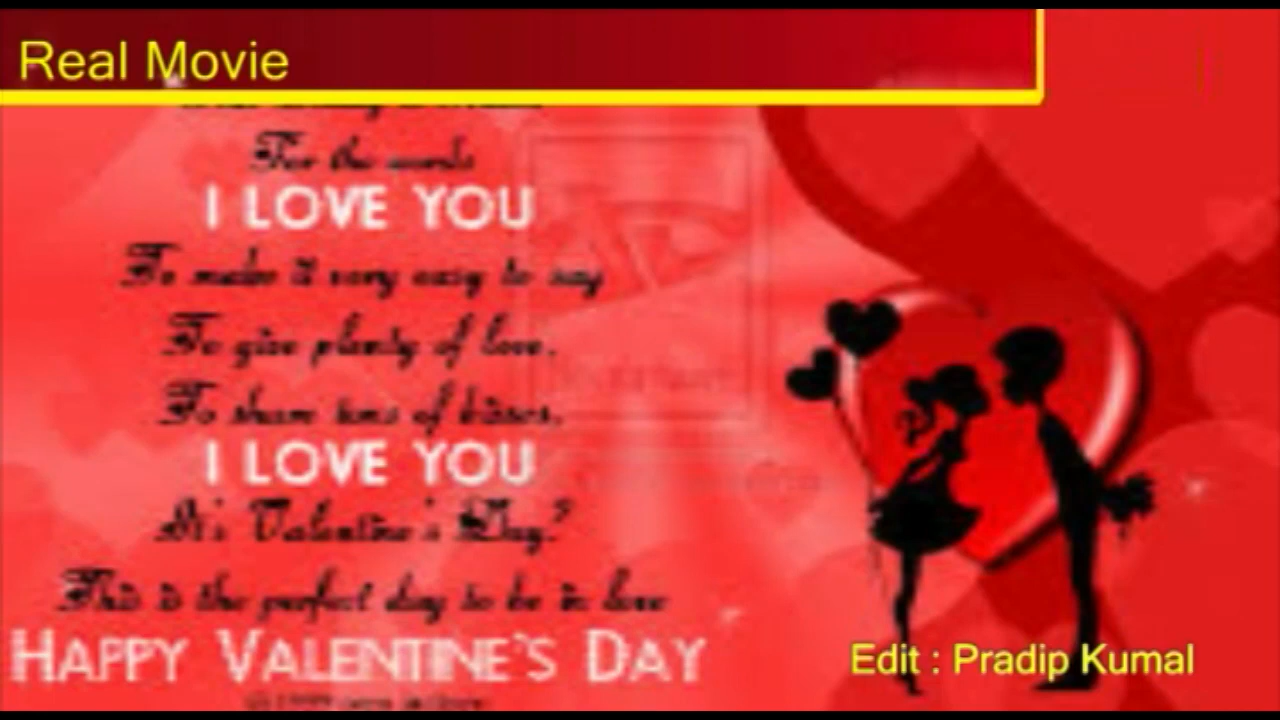 Real Movie
For the words
I LOVE YOU
To make it very easy to say
To give plenty of love.
To share tons of kisses.
I LOVE YOU
It's Valentine's Day?
This is the perfect day to be in love
HAPPY VALENTINE'S DAY
Edit : Pradip Kumal